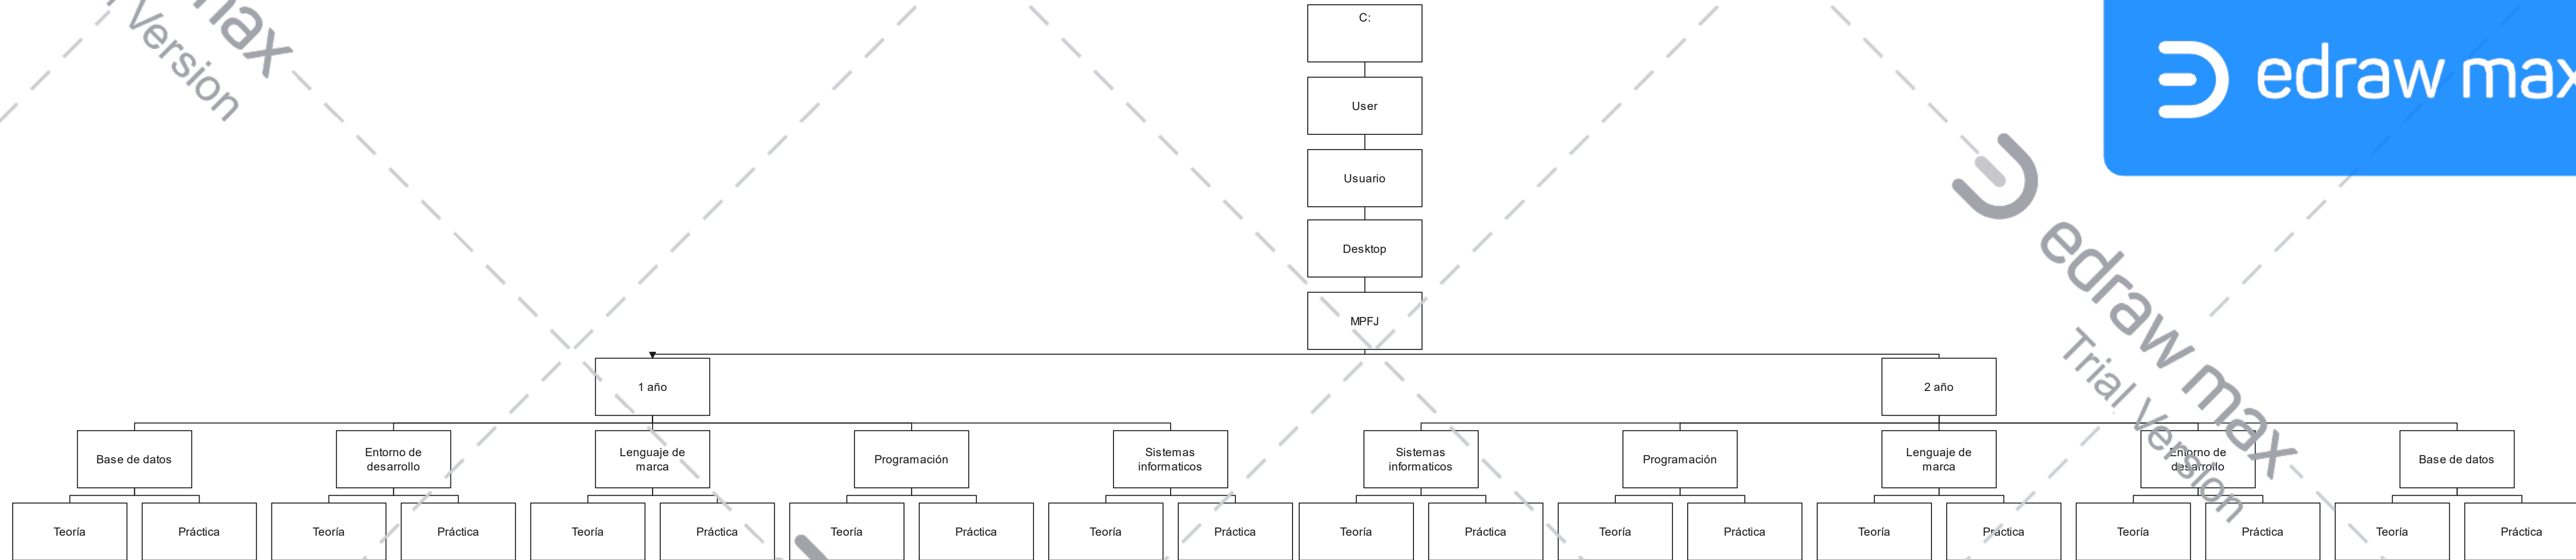 max
Version
C:
edraw max
User
Usuario
Desktop
MPFJ
edraw max
Trial Version
1 año
2 año
Base de datos
Entorno de
desarrollo
Lenguaje de
marca
Programación
Sistemas
informaticos
Sistemas
informaticos
Programación
Lenguaje de
marca
Entorno de
desarrollo
Base de datos
Teoría
Práctica
Teoría
Práctica
Teoría
Práctica
Teoría
Práctica
Teoría
Práctica
Teoría
Práctica
Teoría
Práctica
Teoría
Práctica
Teoría
Práctica
Teoría
Práctica